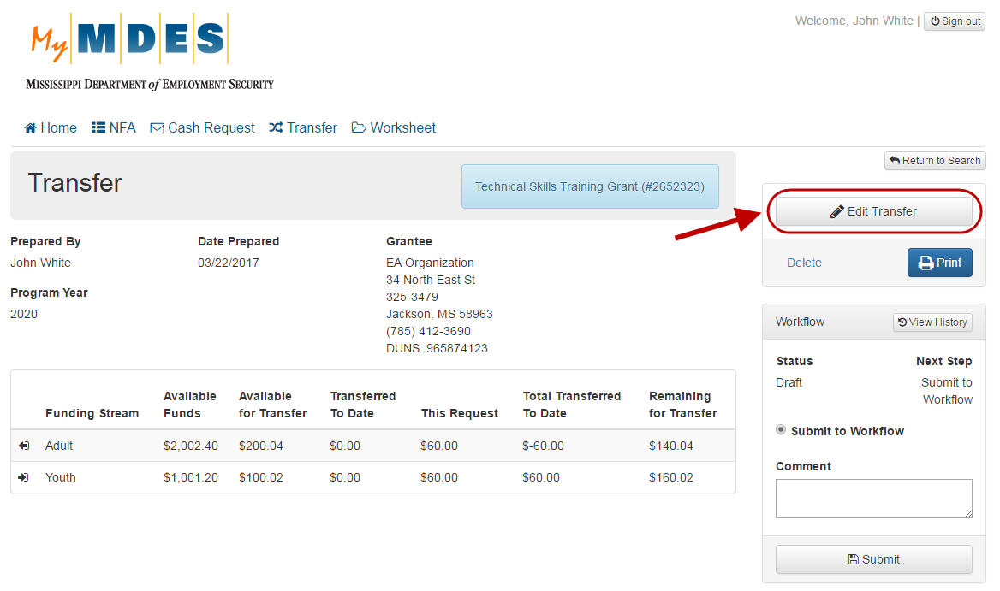 My MDES
Mississippi Department of Employment Security
Welcome, John White | Sign out
Home NFA Cash Request Transfer Worksheet
Return to Search
Transfer
Technical Skills Training Grant (#2652323)
Edit Transfer
Delete Print
Prepared By Date Prepared Grantee
John White 03/22/2017 EA Organization
34 North East St
Program Year 325-3479
2020 Jackson, MS 58963
(785) 412-3690
DUNS: 965874123
Workflow View History
Status Next Step
Draft Submit to
Workflow
Submit to Workflow
Comment
Submit
Available Available Transferred Total Transferred Remaining
Funding Stream Funds for Transfer To Date This Request To Date for Transfer
Adult $2,002.40 $200.04 $0.00 $60.00 $-60.00 $140.04
Youth $1,001.20 $100.02 $0.00 $60.00 $60.00 $160.02